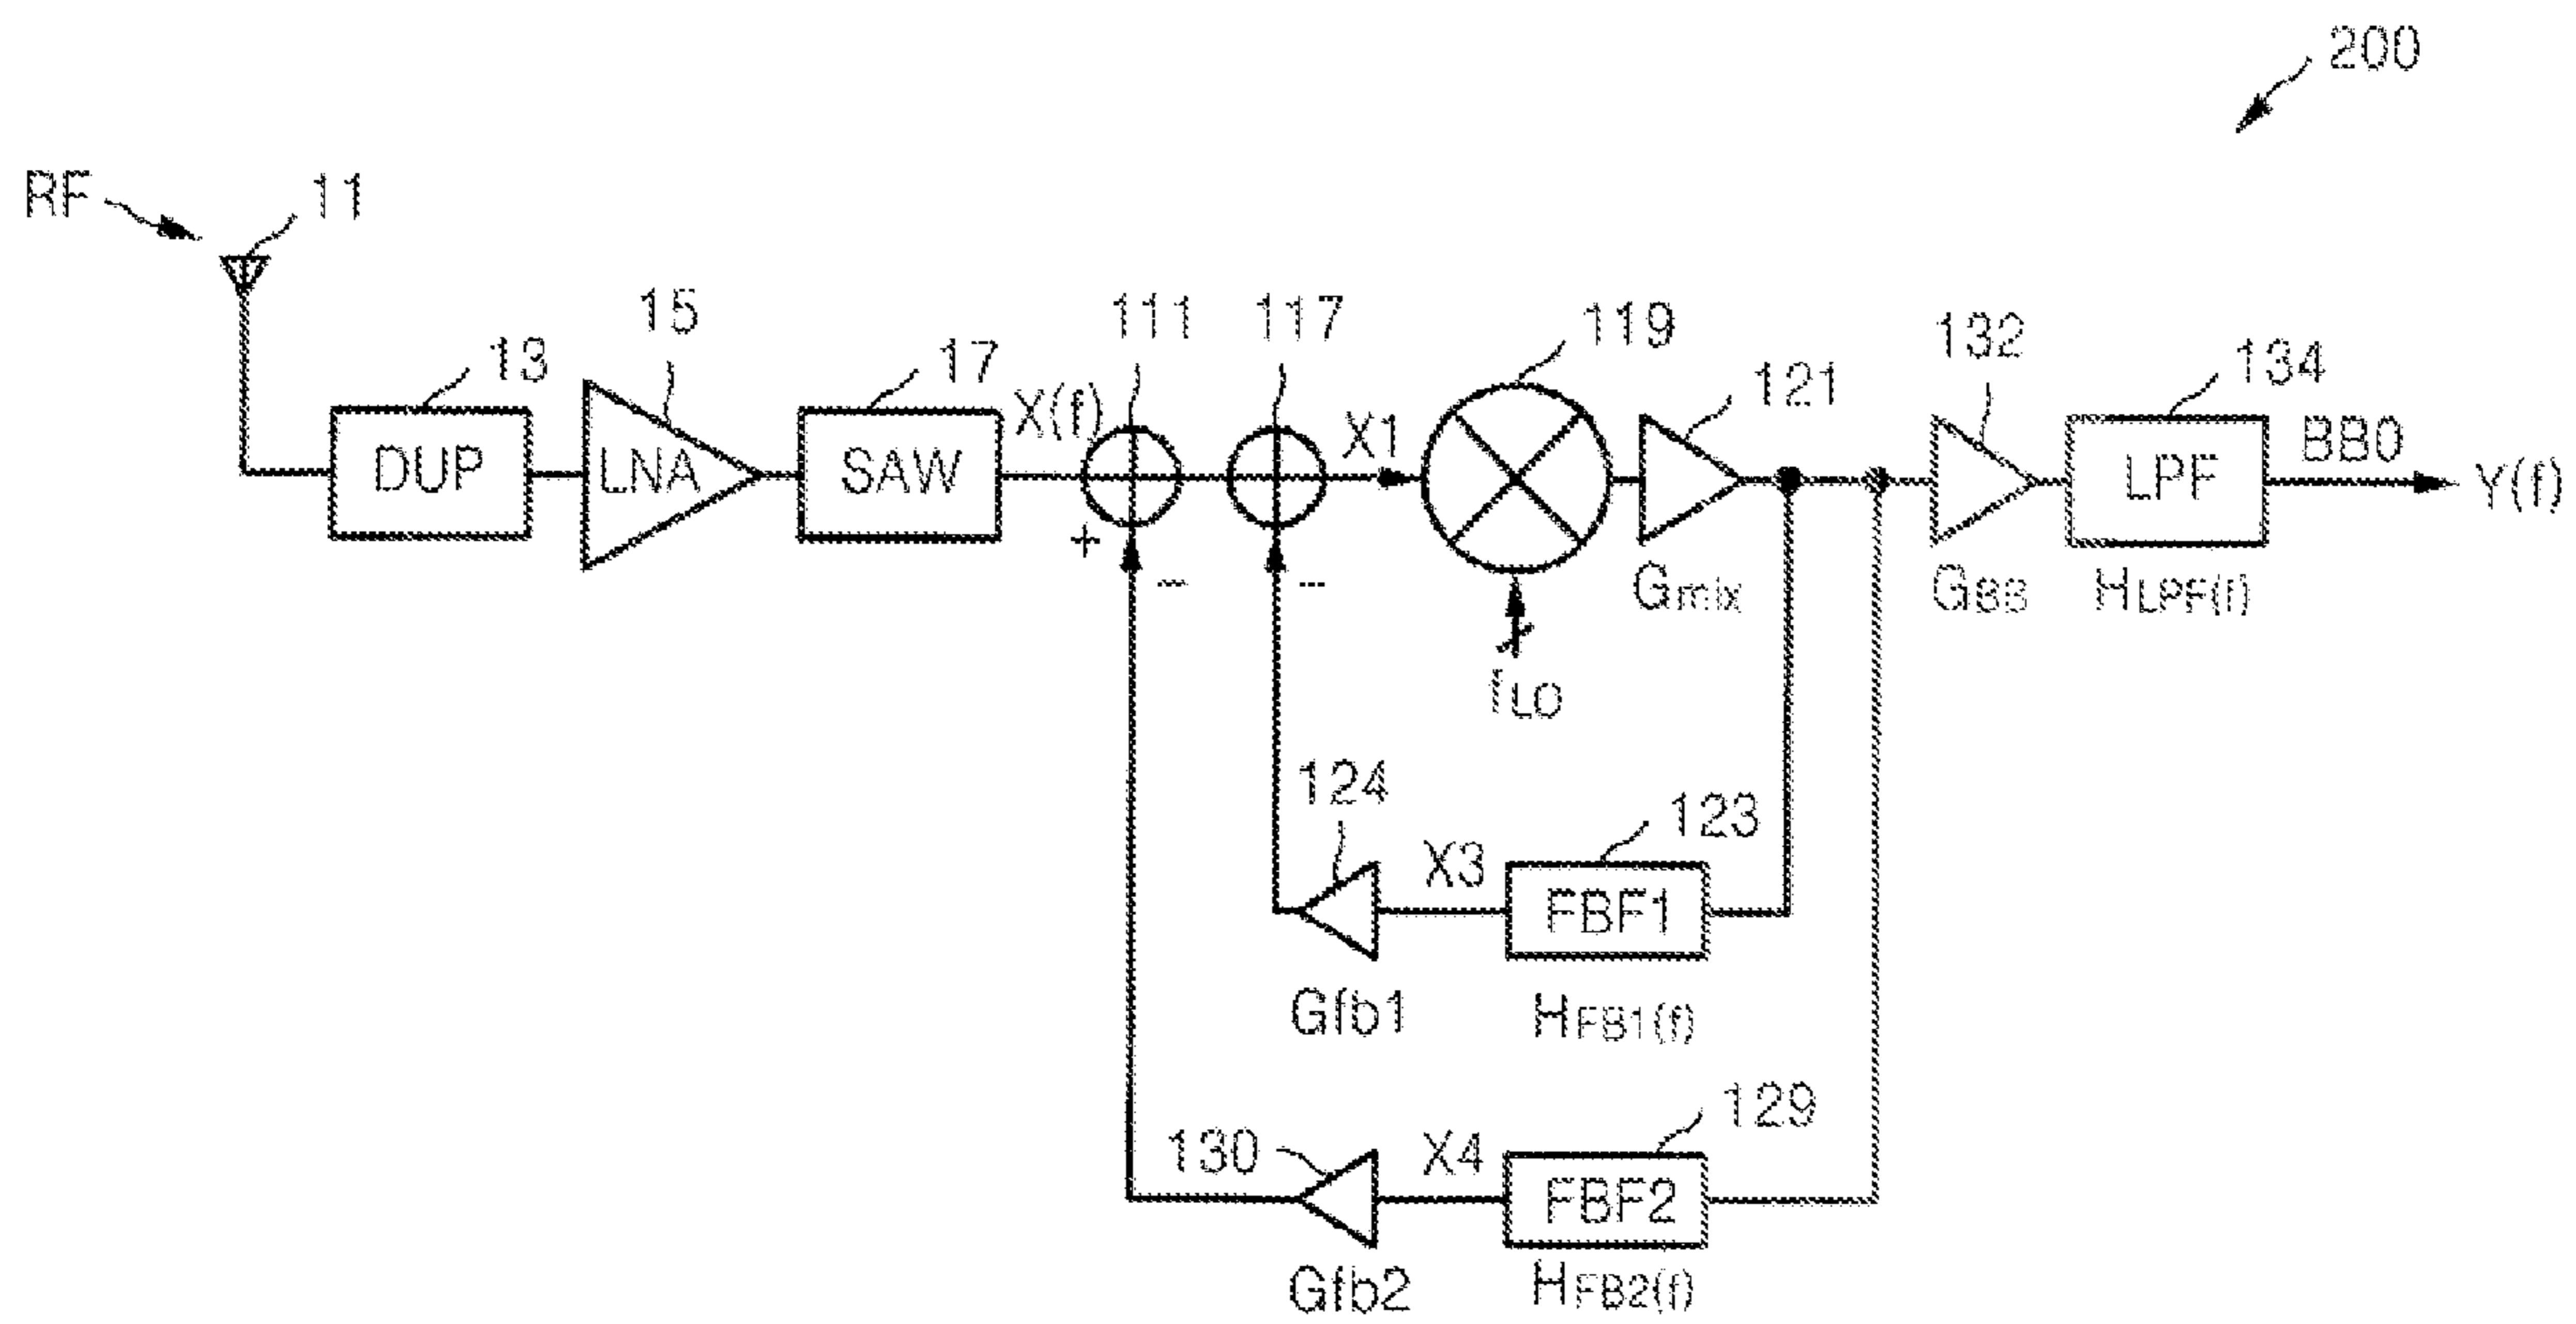 200
RF
11
13
15
17
111
117
119
121
132
134
DUP
LNA
SAW
X(f)
X1
LPF
BB0
Y(f)
+
-
-
Gmix
GBB
HLPF(f)
fLO
124
X3
123
FBF1
Gfb1
HFB1(f)
130
X4
129
FBF2
Gfb2
HFB2(f)